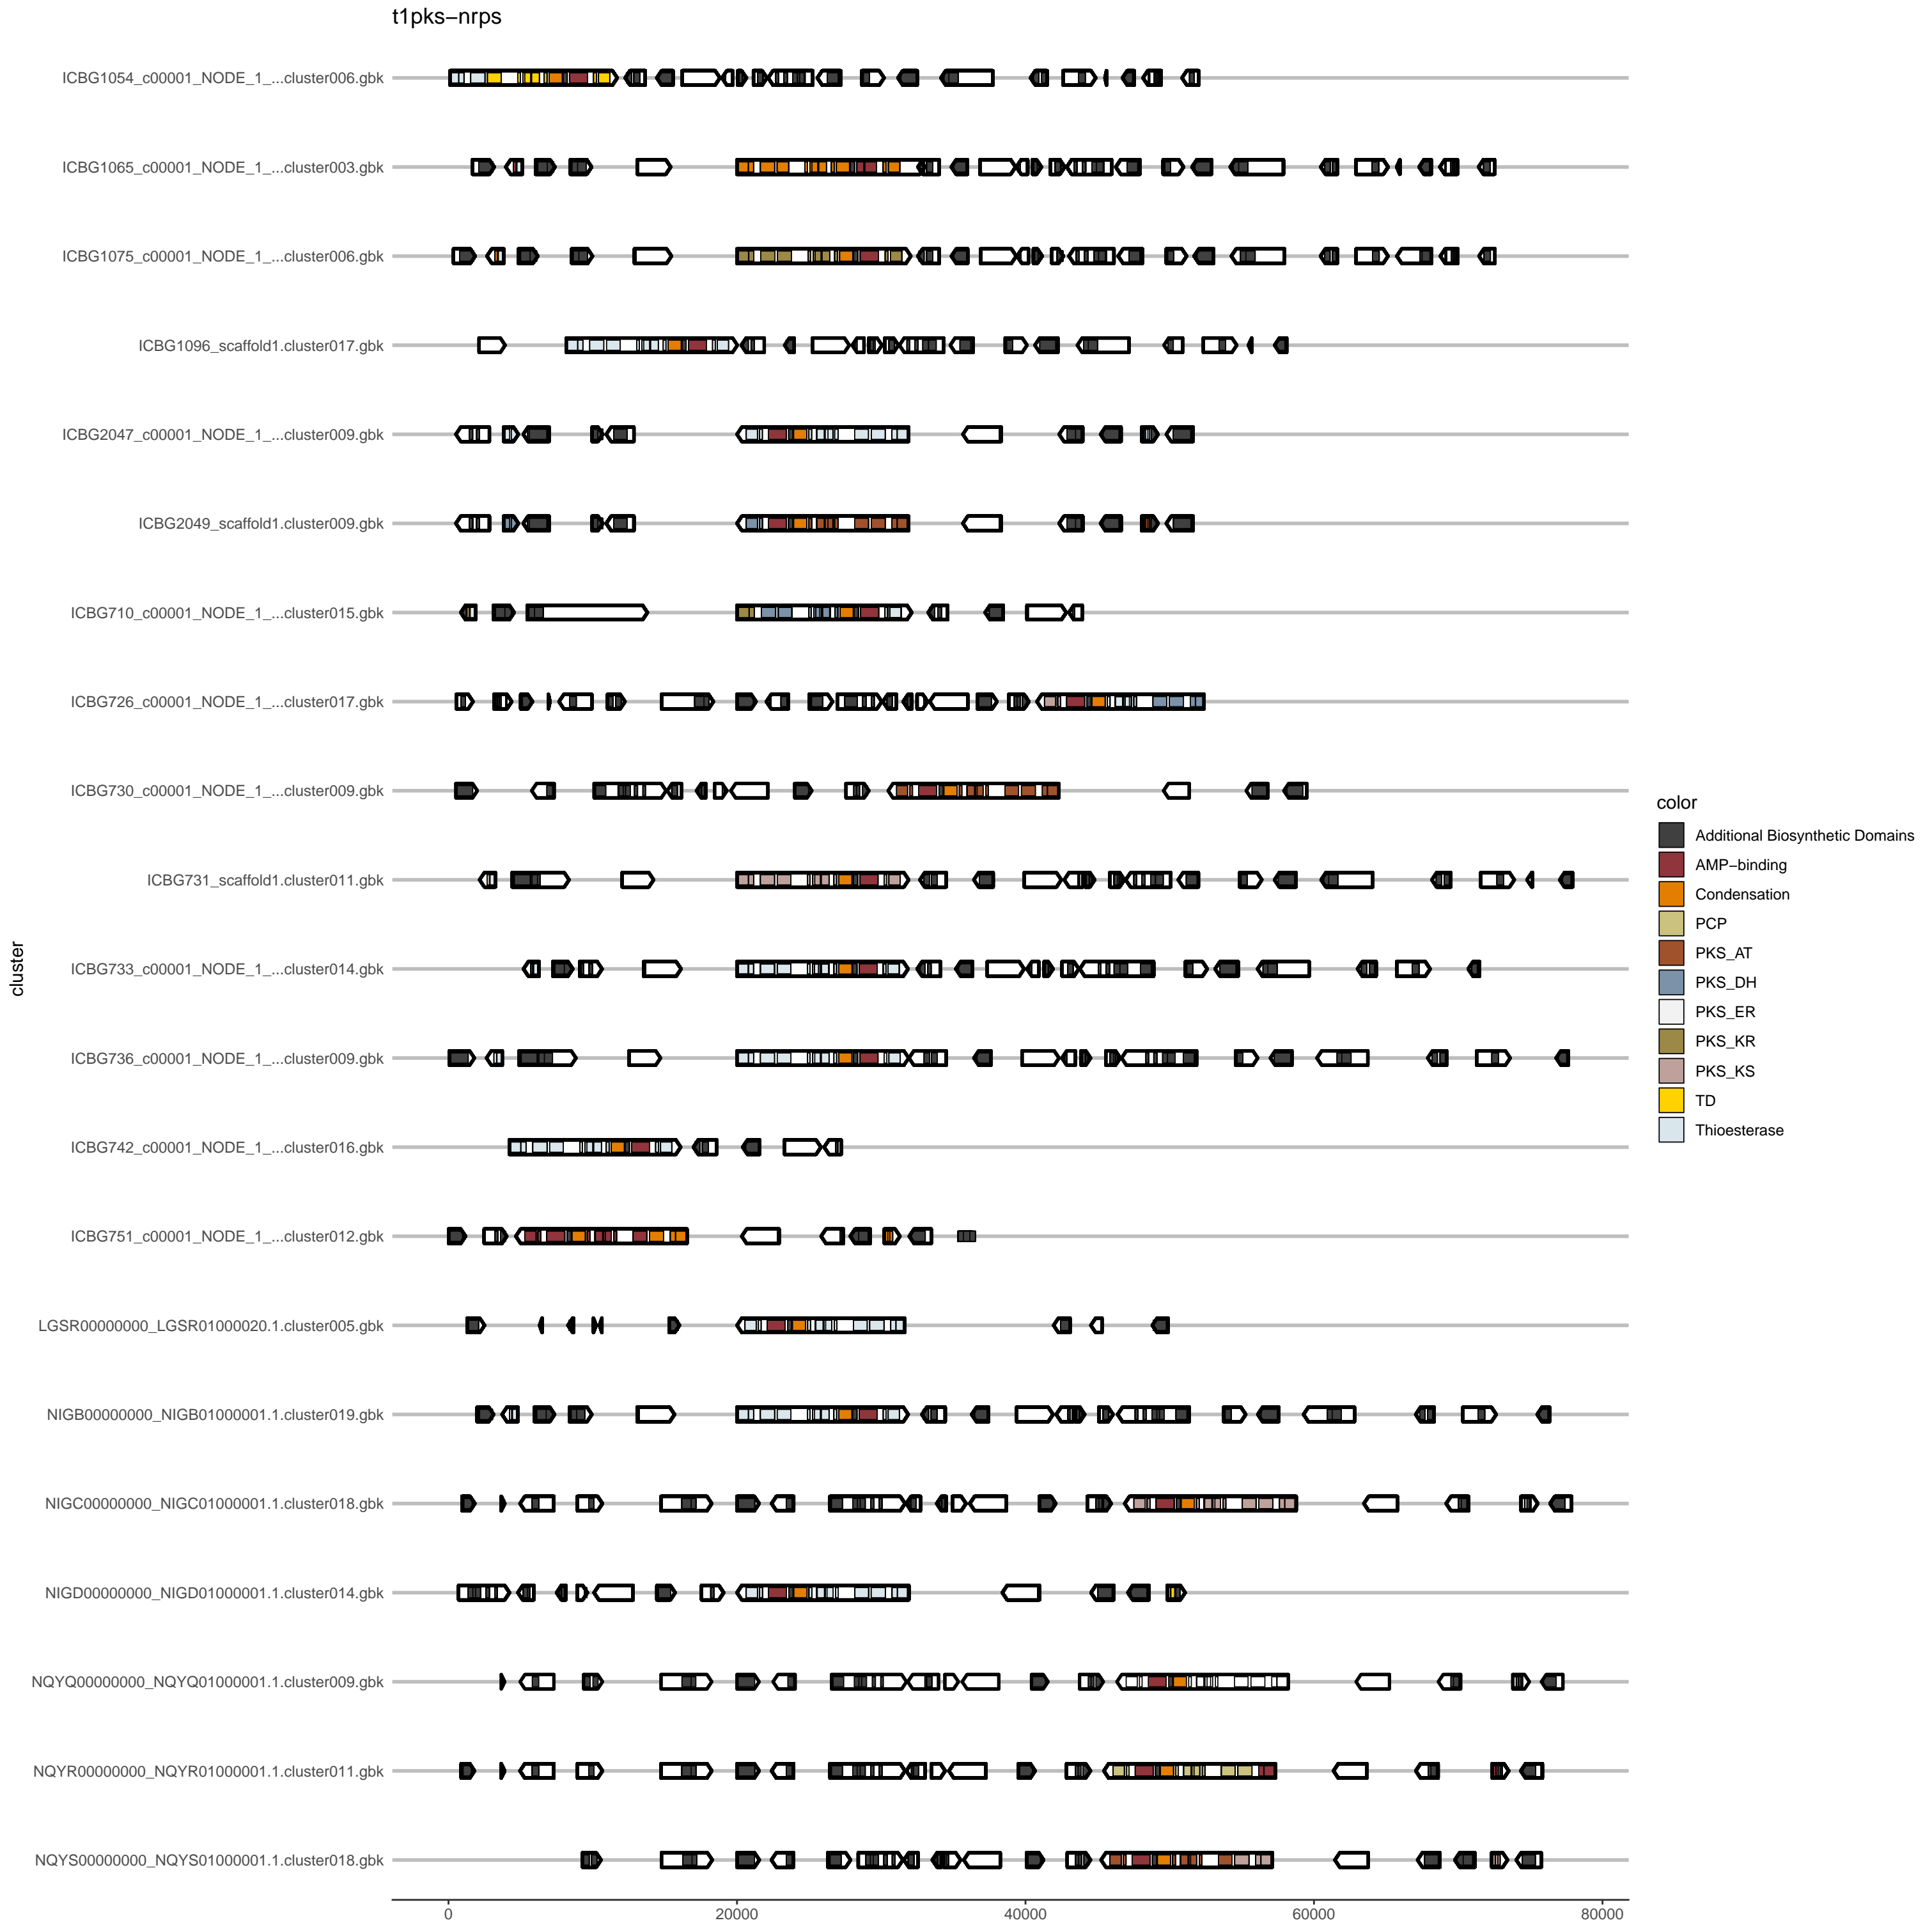 t1pks−nrps
ICBG1054_c00001_NODE_1_...cluster006.gbk
ICBG1065_c00001_NODE_1_...cluster003.gbk
ICBG1075_c00001_NODE_1_...cluster006.gbk
ICBG1096_scaffold1.cluster017.gbk
ICBG2047_c00001_NODE_1_...cluster009.gbk
ICBG2049_scaffold1.cluster009.gbk
ICBG710_c00001_NODE_1_...cluster015.gbk
ICBG726_c00001_NODE_1_...cluster017.gbk
ICBG730_c00001_NODE_1_...cluster009.gbk
ICBG731_scaffold1.cluster011.gbk
ICBG733_c00001_NODE_1_...cluster014.gbk
ICBG736_c00001_NODE_1_...cluster009.gbk
ICBG742_c00001_NODE_1_...cluster016.gbk
ICBG751_c00001_NODE_1_...cluster012.gbk
LGSR00000000_LGSR01000020.1.cluster005.gbk
NIGB00000000_NIGB01000001.1.cluster019.gbk
NIGC00000000_NIGC01000001.1.cluster018.gbk
NIGD00000000_NIGD01000001.1.cluster014.gbk
NQYQ00000000_NQYQ01000001.1.cluster009.gbk
NQYR00000000_NQYR01000001.1.cluster011.gbk
NQYS00000000_NQYS01000001.1.cluster018.gbk
cluster
0 20000 40000 60000 80000
color
Additional Biosynthetic Domains
AMP−binding
Condensation
PCP
PKS_AT
PKS_DH
PKS_ER
PKS_KR
PKS_KS
TD
Thioesterase